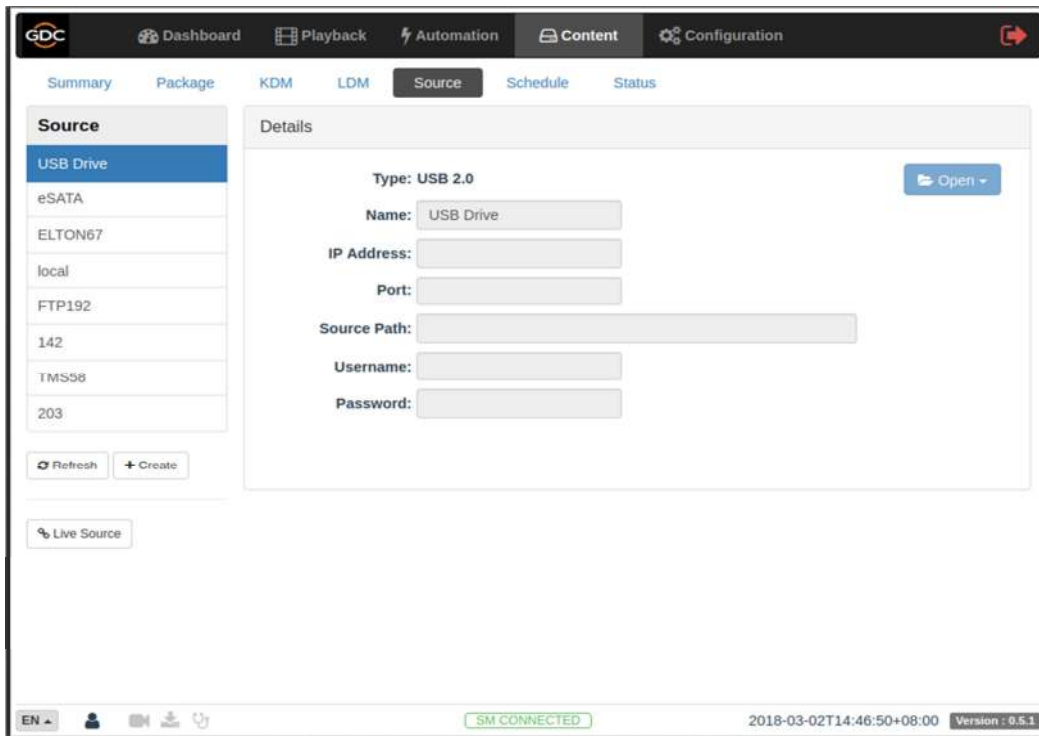 GDC Dashboard Playback Automation Content Configuration
Summary Package KDM LDM Source Schedule Status
Source
USB Drive
eSATA
ELTON67
local
FTP192
142
TMS58
203
Refresh + Create
Live Source
Details
Type: USB 2.0
Open
Name: USB Drive
IP Address:
Port:
Source Path:
Username:
Password:
EN SM CONNECTED 2018-03-02T14:46:50+08:00 Version : 0.5.1